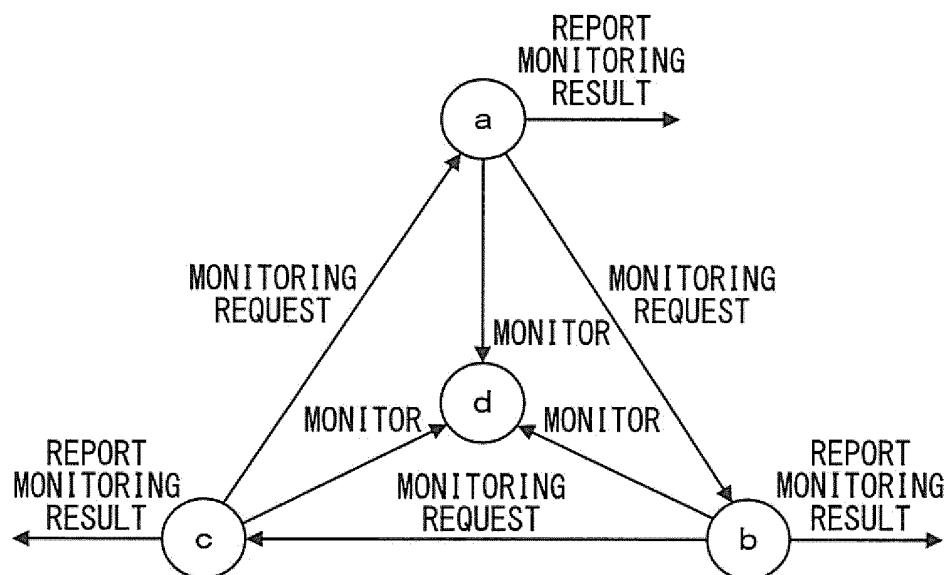 REPORT
MONITORING
RESULT
a
MONITORING
REQUEST
MONITORING
REQUEST
MONITOR
d
MONITOR
MONITOR
REPORT
MONITORING
RESULT
c
MONITORING
REQUEST
b
REPORT
MONITORING
RESULT